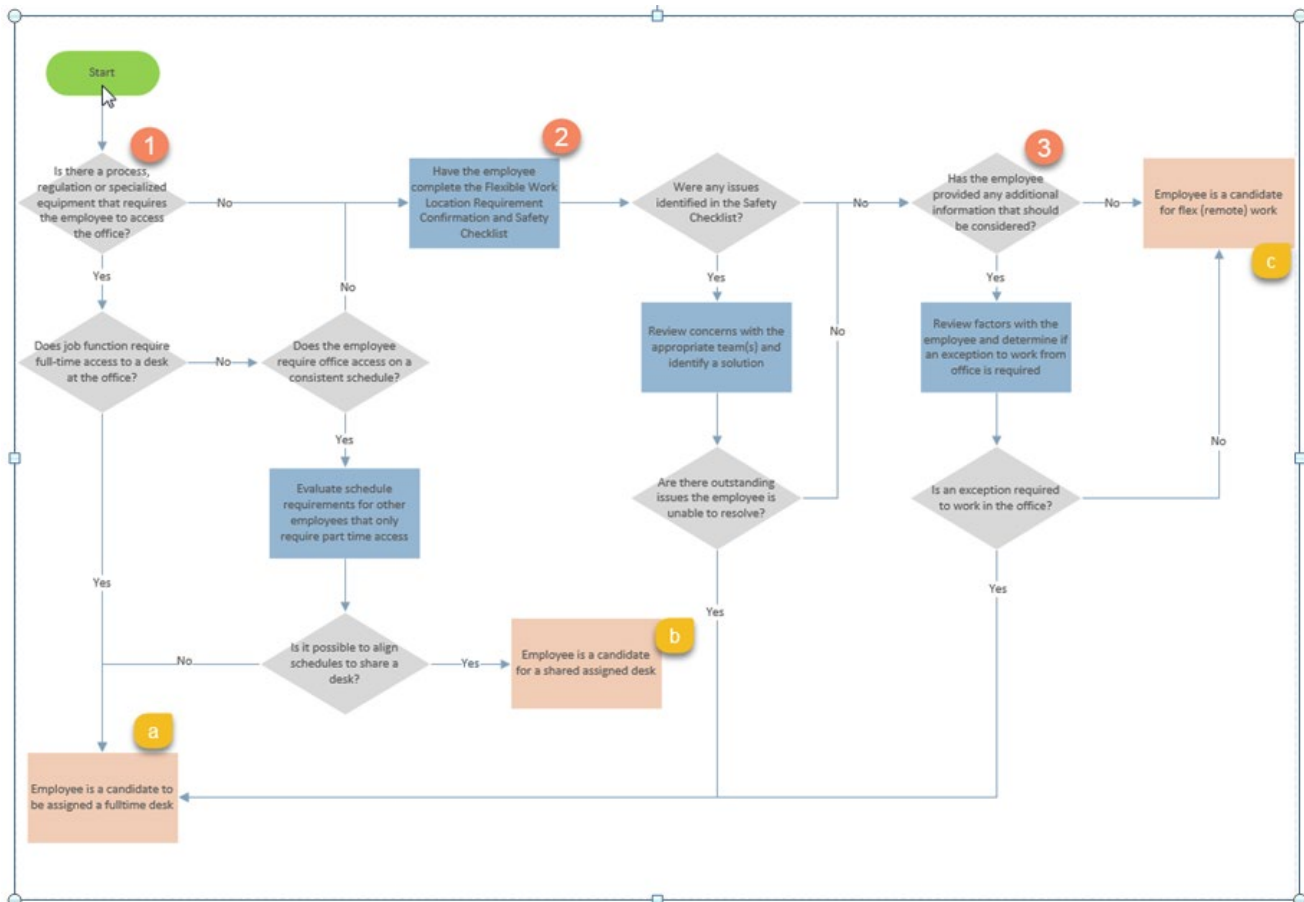 Start
1
Is there a process,
regulation or specialized
equipment that requires
the employee to access
the office?
No
2
Have the employee
complete the Flexible Work
Location Requirement
Confirmation and Safety
Checklist
Were any issues
identified in the Safety
Checklist?
No
3
Has the employee
provided any additional
information that should
be considered?
No
Employee is a candidate
for flex (remote) work
c
Yes
No
Yes
Yes
Does job function require
full-time access to a desk
at the office?
No
Does the employee
require office access on a
consistent schedule?
Review concerns with the
appropriate team(s) and
identify a solution
No
Review factors with the
employee and determine if
an exception to work from
office is required
Yes
No
Evaluate schedule
requirements for other
employees that only
require part time access
Are there outstanding
issues the employee is
unable to resolve?
Is an exception required
to work in the office?
Yes
Yes
Yes
Is it possible to align
schedules to share a
desk?
No
Yes
b
Employee is a candidate
for a shared assigned desk
a
Employee is a candidate to
be assigned a fulltime desk